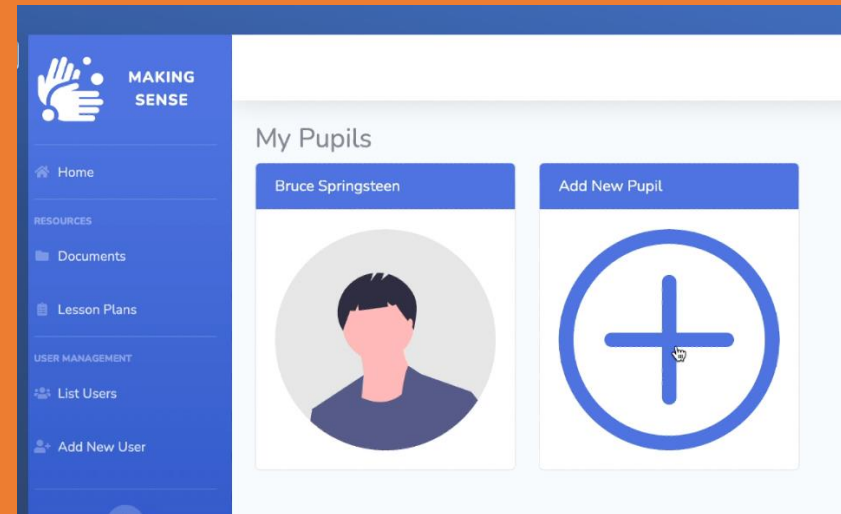 MAKING
SENSE
Home
RESOURCES
Documents
Lesson Plans
USER MANAGEMENT
List Users
Add New User
My Pupils
Bruce Springsteen
Add New Pupil